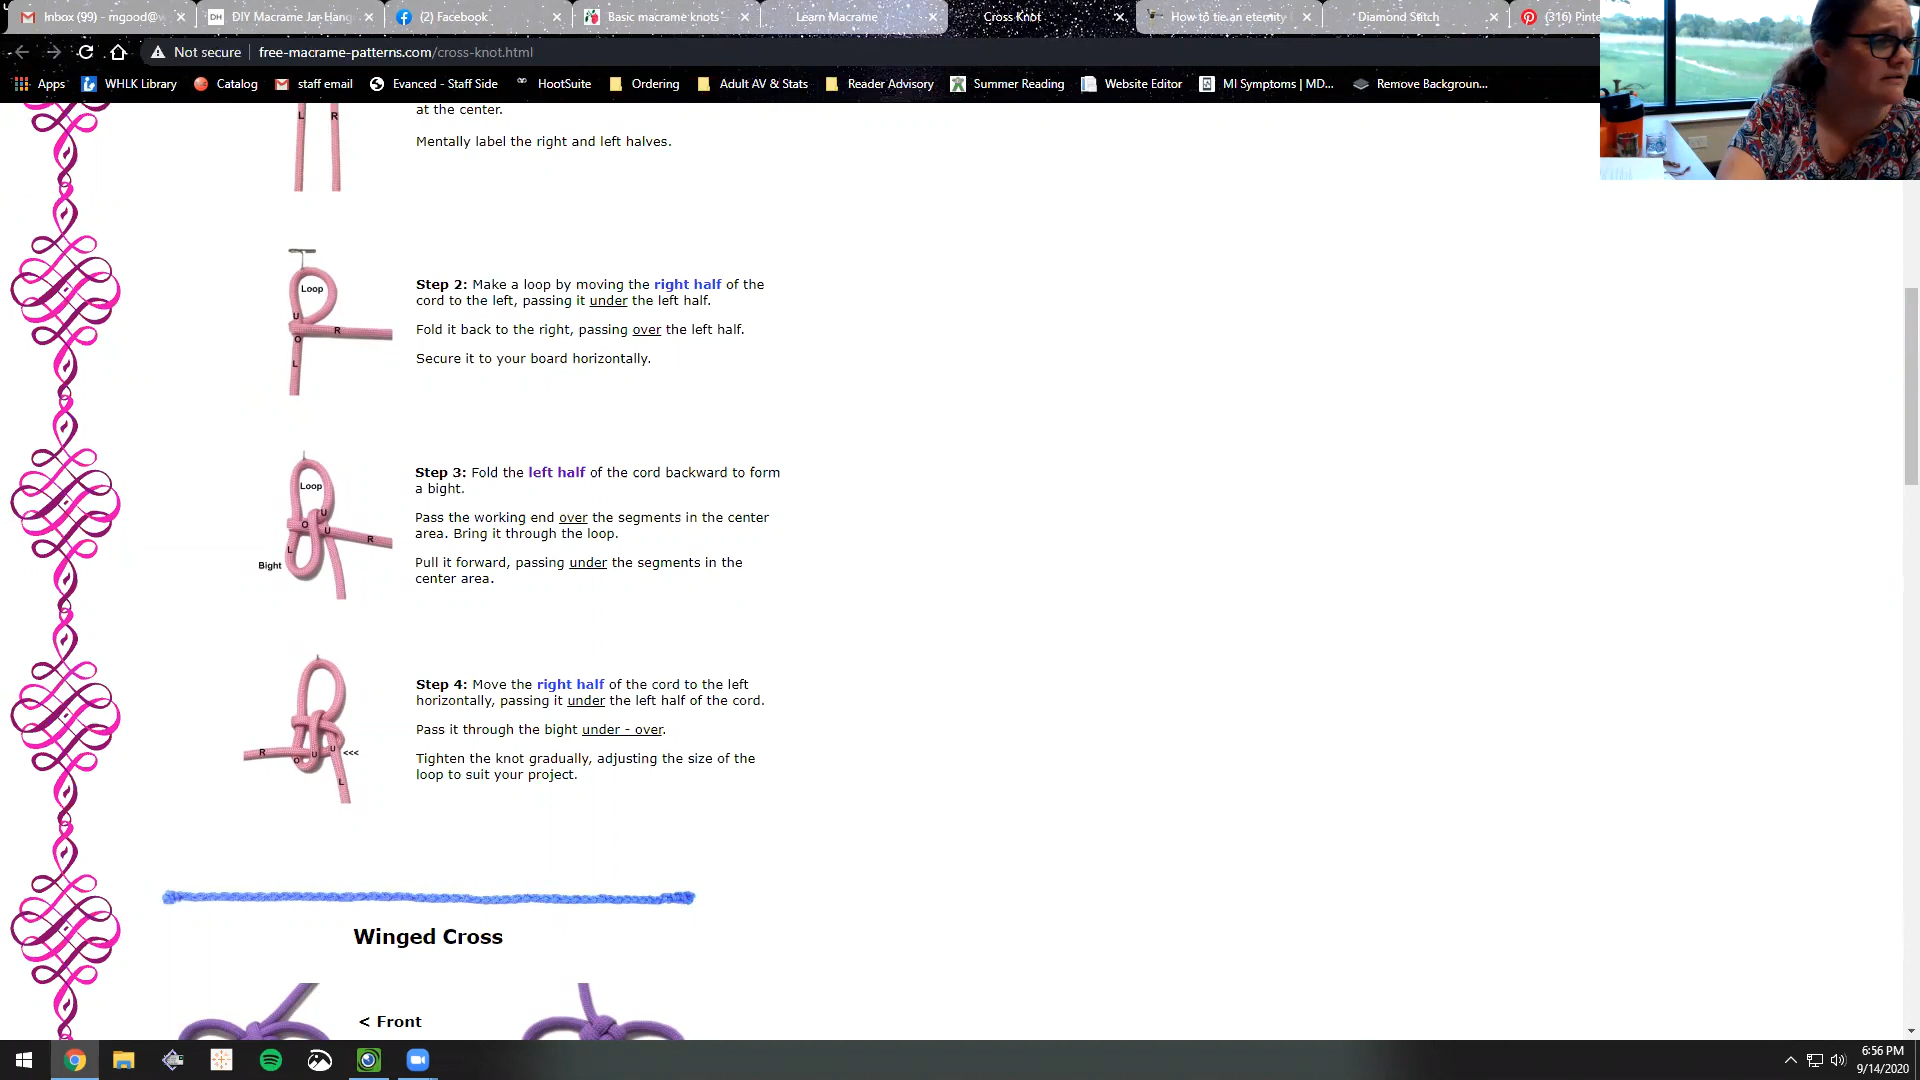 Inbox (99) - mgood@w
DIY Macrame Jar Hang
(2) Facebook
Basic macrame knots
Learn Macrame
Cross Knot
How to tie an eternity
Diamond Stitch
(316) Pinte
Not secure
free-macrame-patterns.com/cross-knot.html
Apps
WHLK Library
Catalog
staff email
Evanced - Staff Side
HootSuite
Ordering
Adult AV & Stats
Reader Advisory
Summer Reading
Website Editor
MI Symptoms | MD...
Remove Backgroun...
L R
at the center.
Mentally label the right and left halves.
Loop
U
R
O
L
Step 2: Make a loop by moving the right half of the
cord to the left, passing it under the left half.
Fold it back to the right, passing over the left half.
Secure it to your board horizontally.
Loop
U
O
U
R
L
Bight
Step 3: Fold the left half of the cord backward to form
a bight.
Pass the working end over the segments in the center
area. Bring it through the loop.
Pull it forward, passing under the segments in the
center area.
R
U
U
<<<
O
L
Step 4: Move the right half of the cord to the left
horizontally, passing it under the left half of the cord.
Pass it through the bight under - over.
Tighten the knot gradually, adjusting the size of the
loop to suit your project.
Winged Cross
< Front
6:56 PM
9/14/2020